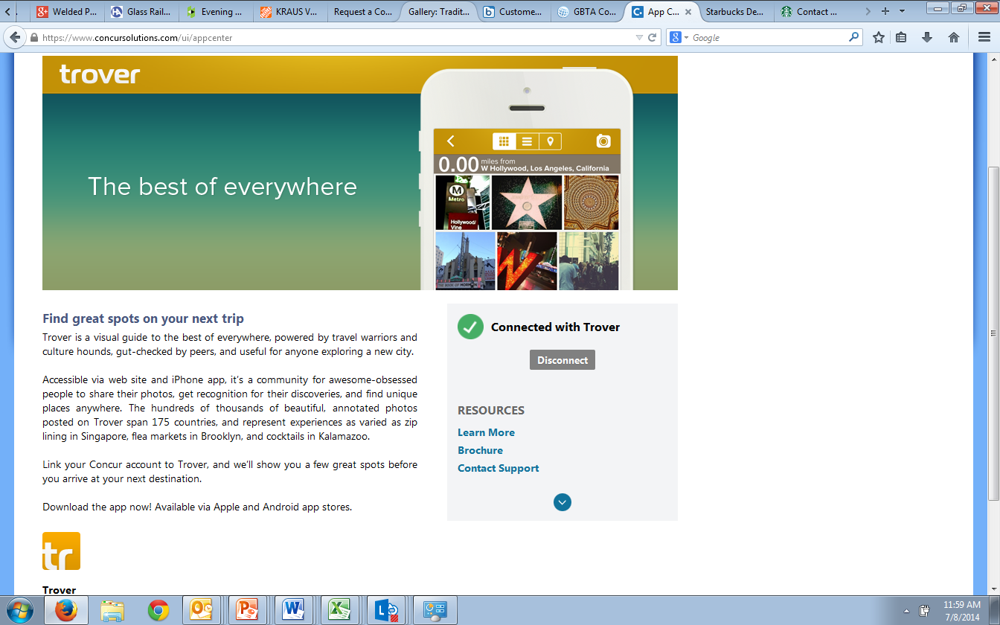 Welded P...
Glass Rail...
Evening ...
KRAUS V...
Request a Co...
Gallery: Tradit...
Custome...
GBTA Co...
App C...
Starbucks De...
Contact ...
https://www.concursolutions.com/ui/appcenter
Google
trover
The best of everywhere
0.00 miles from
W Hollywood, Los Angeles, California
M
Metro
Hollywood/
Vine
THE BOOK OF MORMON
Find great spots on your next trip
Trover is a visual guide to the best of everywhere, powered by travel warriors and
culture hounds, gut-checked by peers, and useful for anyone exploring a new city.
Accessible via web site and iPhone app, it's a community for awesome-obsessed
people to share their photos, get recognition for their discoveries, and find unique
places anywhere. The hundreds of thousands of beautiful, annotated photos
posted on Trover span 175 countries, and represent experiences as varied as zip
lining in Singapore, flea markets in Brooklyn, and cocktails in Kalamazoo.
Link your Concur account to Trover, and we'll show you a few great spots before
you arrive at your next destination.
Download the app now! Available via Apple and Android app stores.
tr
Trover
Connected with Trover
Disconnect
RESOURCES
Learn More
Brochure
Contact Support
11:59 AM
7/8/2014